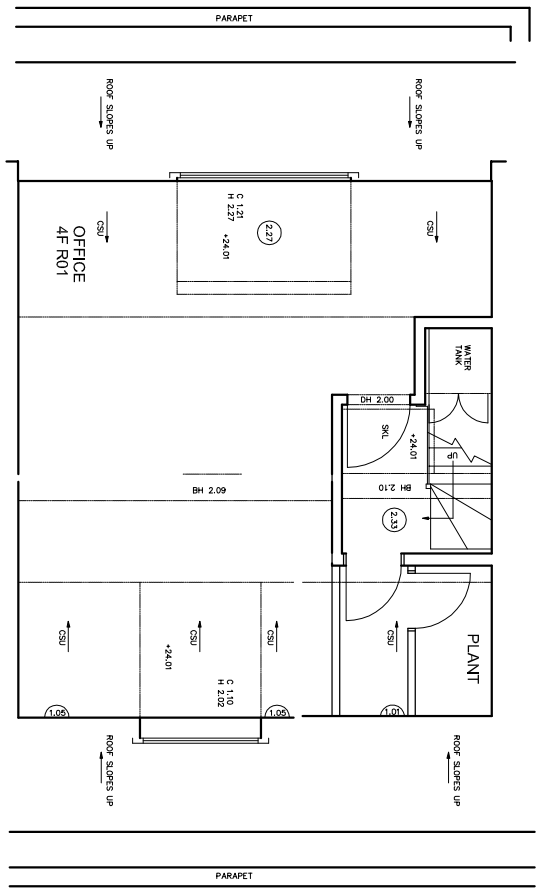 PARAPET
ROOF SLOPES UP
ROOF SLOPES UP
C 1.21
H 2.27
2.27
+24.01
CSU
CSU
OFFICE
4F R01
WATER
TANK
DH 2.00
SKL
+24.01
UP
BH 2.09
BH 2.10
2.33
CSU
CSU
CSU
CSU
+24.01
C 1.10
H 2.02
PLANT
1.05
1.05
1.01
ROOF SLOPES UP
ROOF SLOPES UP
PARAPET